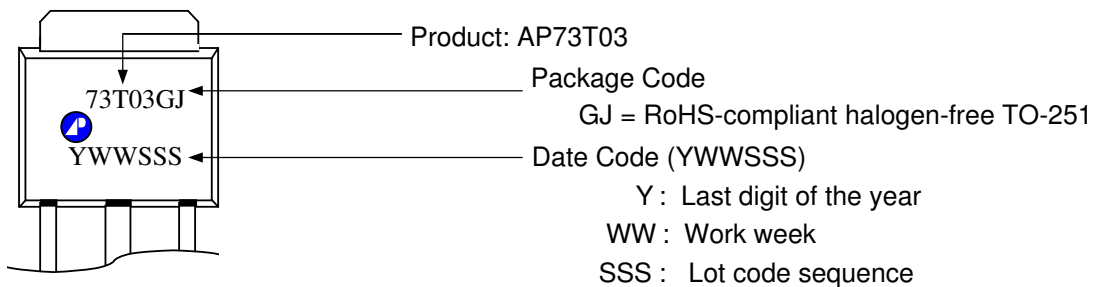 Product: AP73T03
73T03GJ
Package Code
GJ = RoHS-compliant halogen-free TO-251
AP
YWWSSS
Date Code (YWWSSS)
Y : Last digit of the year
WW : Work week
SSS : Lot code sequence